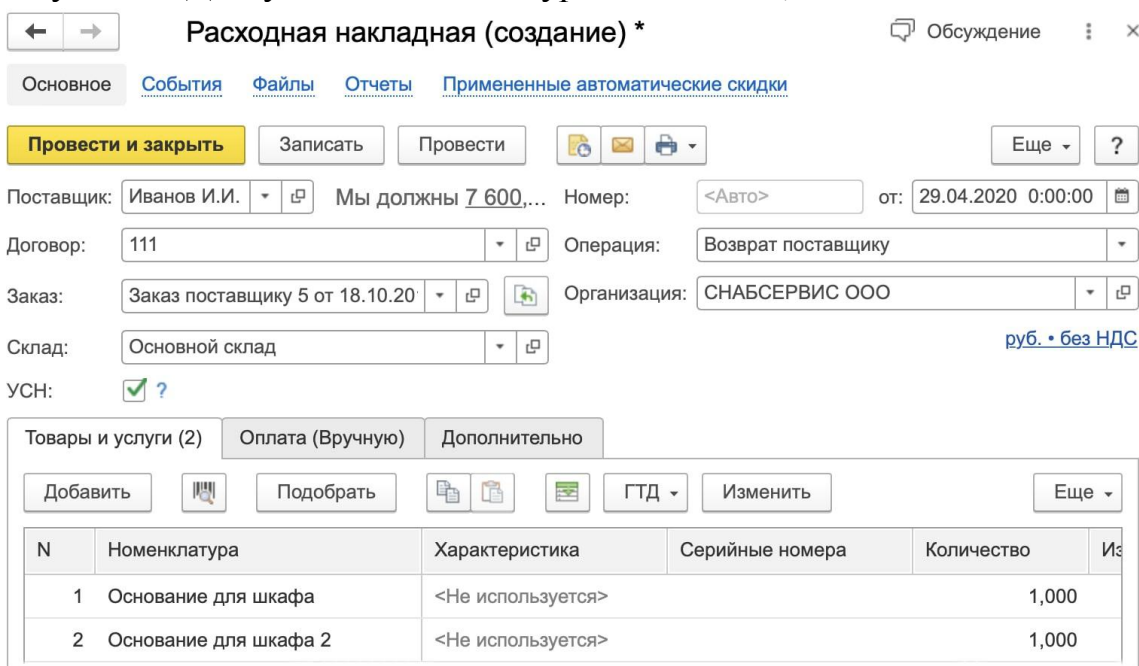 Расходная накладная (создание) * Обсуждение
Основное События Файлы Отчеты Примененные автоматические скидки
Провести и закрыть Записать Провести Еще ?
Поставщик: Иванов И.И. Мы должны 7 600,... Номер: <Авто> от: 29.04.2020 0:00:00
Договор: 111 Операция: Возврат поставщику
Заказ: Заказ поставщику 5 от 18.10.20 Организация: СНАБСЕРВИС ООО
Склад: Основной склад руб. • без НДС
УСН: ?
Товары и услуги (2) Оплата (Вручную) Дополнительно
Добавить Подобрать ГТД Изменить Еще
N Номенклатура Характеристика Серийные номера Количество Из
1 Основание для шкафа <Не используется> 1,000
2 Основание для шкафа 2 <Не используется> 1,000